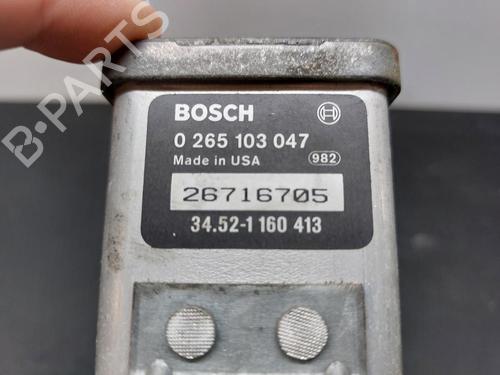 B-PARTS
BOSCH
0 265 103 047
Made in USA 982
26716705
34.52-1 160 413